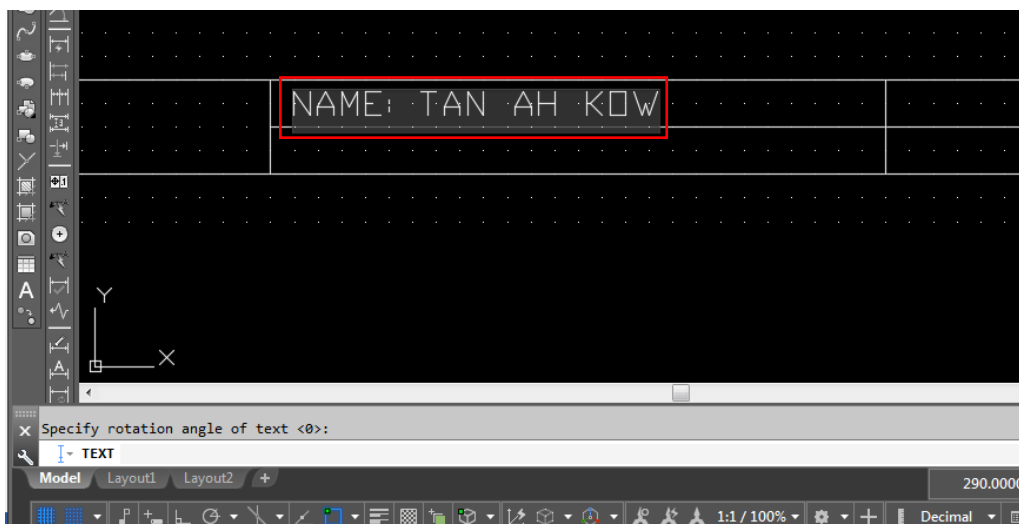 NAME: TAN AH KOW
Y
X
Specify rotation angle of text <0>:
TEXT
Model Layout1 Layout2 +
290.0000
1:1 / 100% Decimal